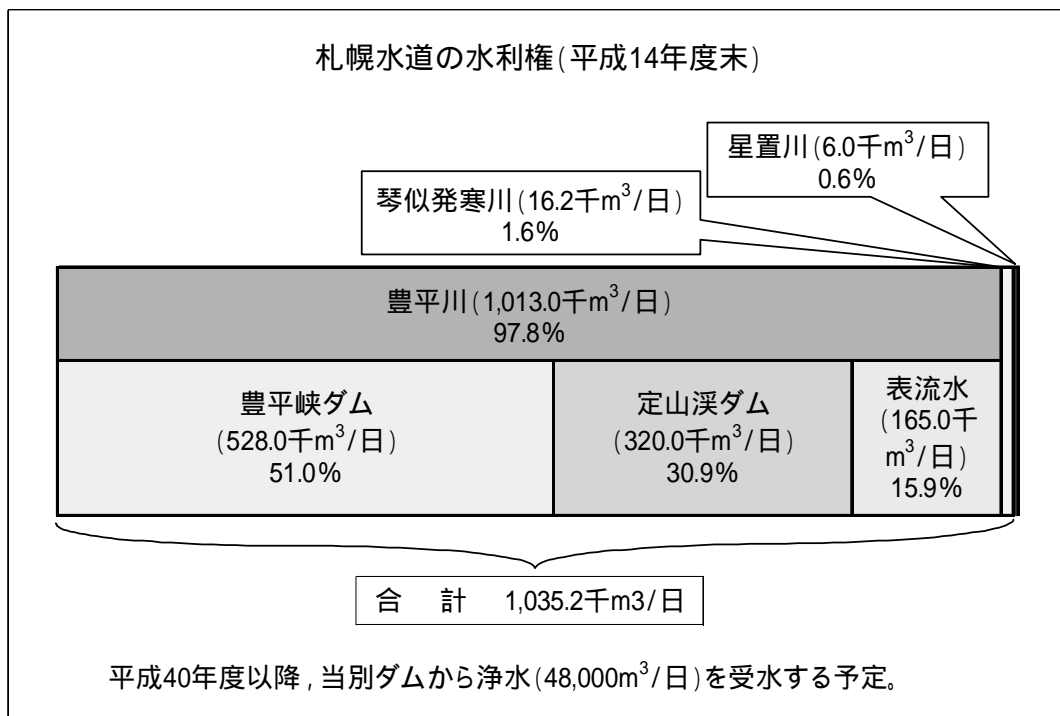 札幌水道の水利権(平成14年度末)
星置川(6.0千m³/日)
0.6%
琴似発寒川(16.2千m³/日)
1.6%
豊平川(1,013.0千m³/日)
97.8%
豊平峡ダム
(528.0千m³/日)
51.0%
定山渓ダム
(320.0千m³/日)
30.9%
表流水
(165.0千
m³/日)
15.9%
合 計 1,035.2千m3/日
平成40年度以降,当別ダムから浄水(48,000m³/日)を受水する予定。